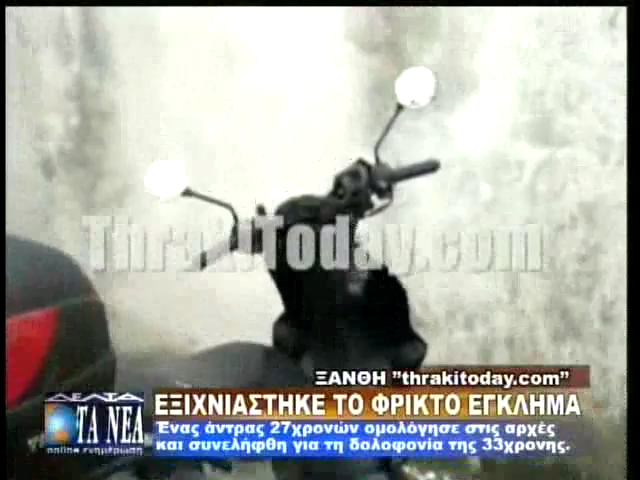 ThrakiToday.com
ΞΑΝΘΗ "thrakitoday.com"
ΔΕΛΤΑ
ΤΑ ΝΕΑ
online ενημέρωση
ΕΞΙΧΝΙΑΣΤΗΚΕ ΤΟ ΦΡΙΚΤΟ ΕΓΚΛΗΜΑ
Ένας άντρας 27χρονών ομολόγησε στις αρχές
και συνελήφθη για τη δολοφονία της 33χρονης.